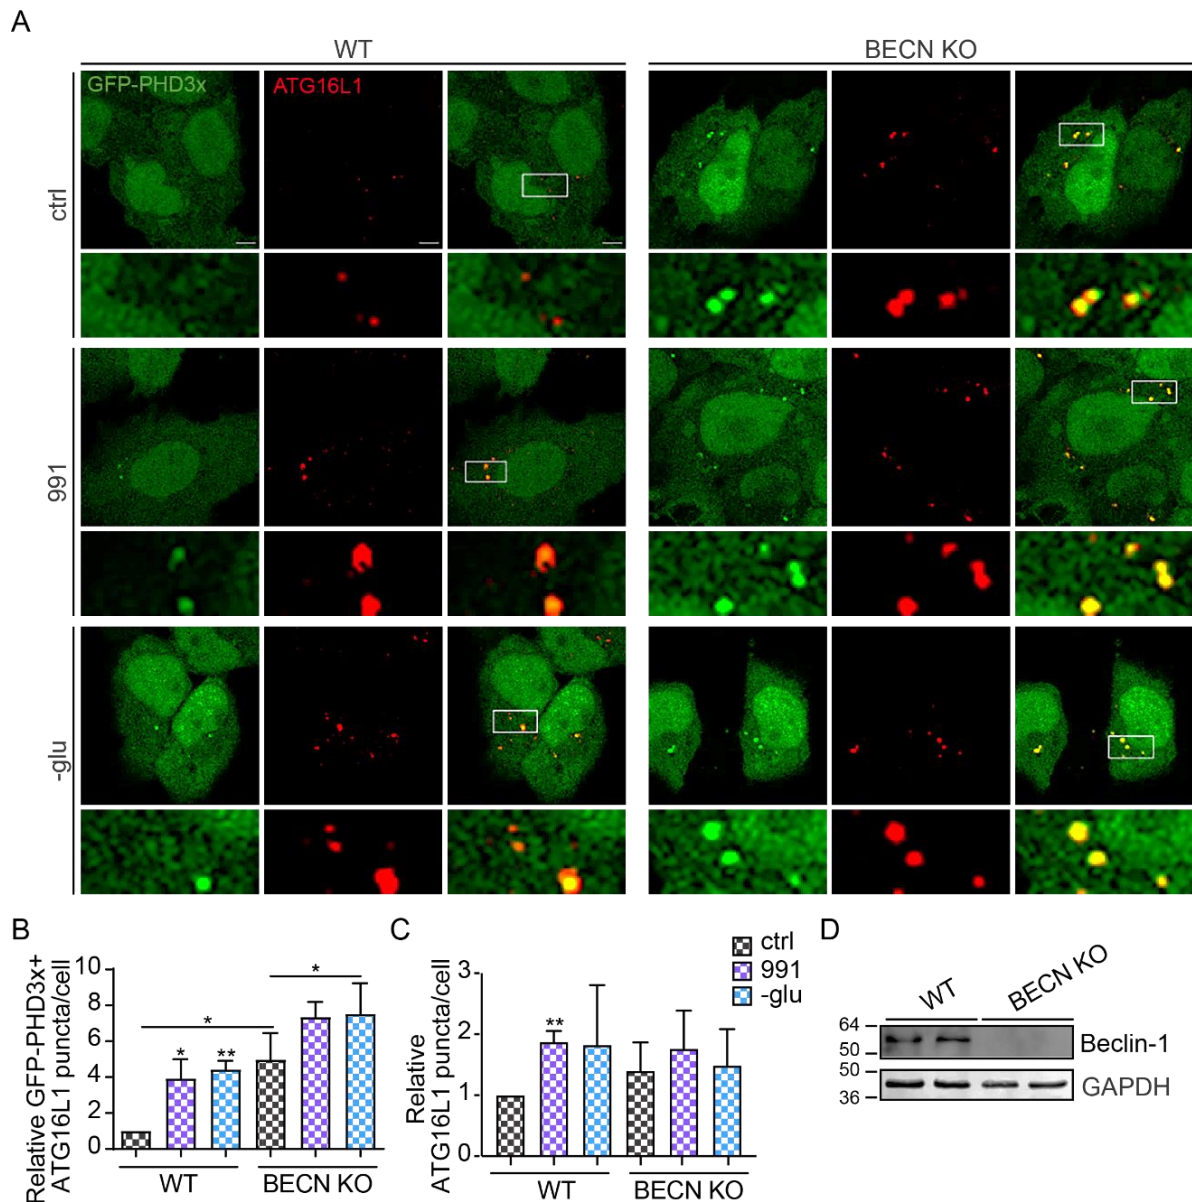 A
WT
BECN KO
GFP-PHD3x
ATG16L1
ctrl
991
-glu
B
Relative GFP-PHD3x+
ATG16L1 puncta/cell
10
8
6
4
2
0
*
**
*
*
WT
BECN KO
C
Relative
ATG16L1 puncta/cell
3
2
1
0
**
WT
BECN KO
ctrl
991
-glu
D
WT
BECN KO
64
50
Beclin-1
50
36
GAPDH